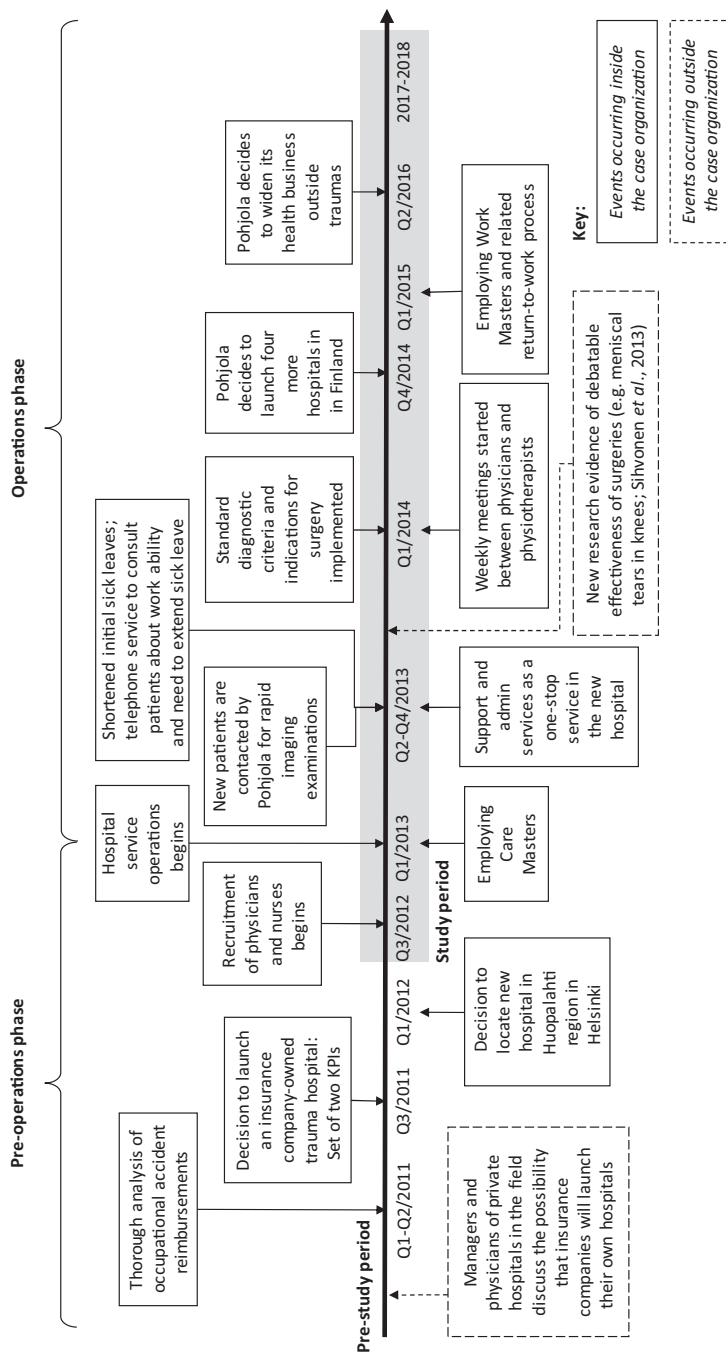 Pre-operations phase
Operations phase
Thorough analysis of
occupational accident
reimbursements
Decision to launch
an insurance
company-owned
trauma hospital:
Set of two KPIs
Recruitment
of physicians
and nurses
begins
Hospital
service
operations
begins
New patients are
contacted by
Pohjola for rapid
imaging
examinations
Shortened initial sick leaves;
telephone service to consult
patients about work ability
and need to extend sick leave
Standard
diagnostic
criteria and
indications for
surgery
implemented
Pohjola
decides to
launch four
more
hospitals
in Finland
Pohjola decides
to widen its
health business
outside
traumas
Pre-study period
Q1-Q2/2011
Q3/2011
Q1/2012
Q3/2012
Q1/2013
Q2-Q4/2013
Q1/2014
Q4/2014
Q1/2015
Q2/2016
2017-2018
Study period
Managers and
physicians of private
hospitals in the field
discuss the possibility
that insurance
companies will launch
their own hospitals
Decision to
locate new
hospital in
Huopalahti
region in
Helsinki
Employing
Care
Masters
Support and
admin
services as a
one-stop
service in
the new
hospital
Weekly meetings started
between physicians and
physiotherapists
Employing Work
Masters and related
return-to-work process
New research evidence of debatable
effectiveness of surgeries (e.g. meniscal
tears in knees; Sihvonen et al., 2013)
Key:
Events occurring inside
the case organization
Events occurring outside
the case organization